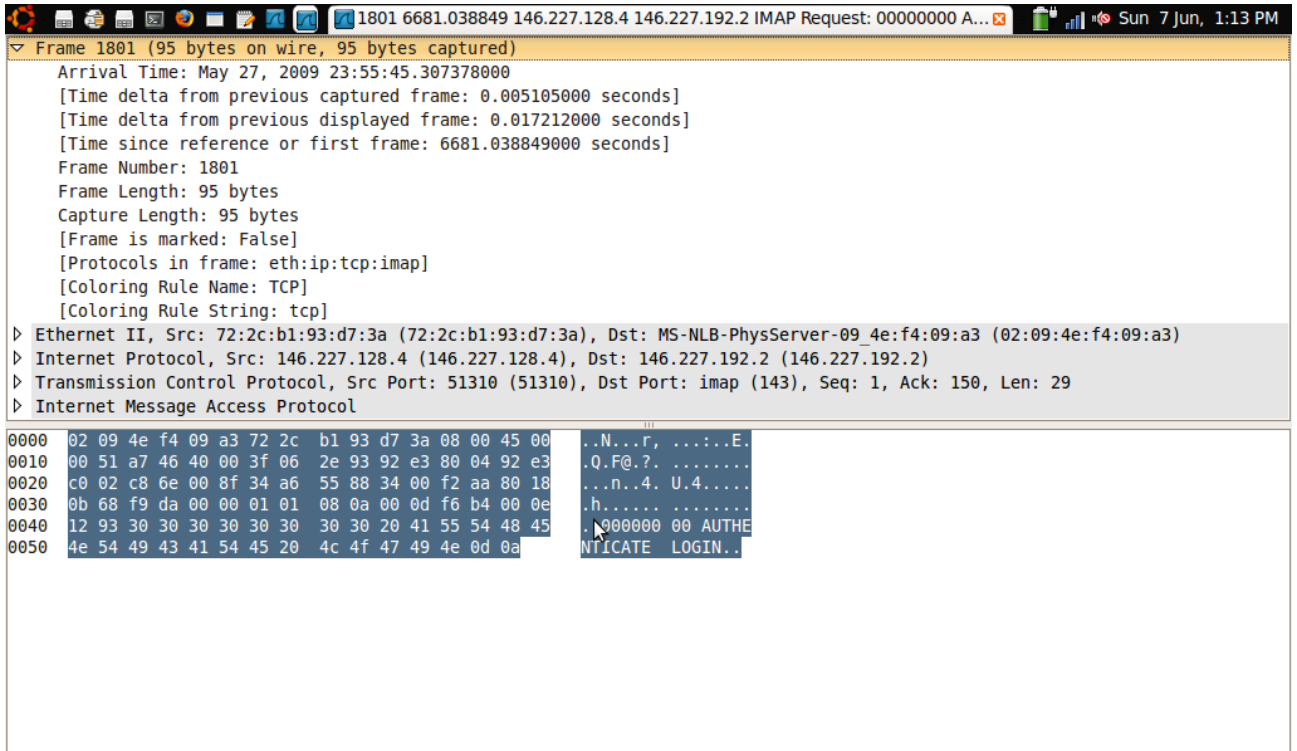 1801 6681.038849 146.227.128.4 146.227.192.2 IMAP Request: 00000000 A... Sun 7 Jun, 1:13 PM
Frame 1801 (95 bytes on wire, 95 bytes captured)
Arrival Time: May 27, 2009 23:55:45.307378000
[Time delta from previous captured frame: 0.005105000 seconds]
[Time delta from previous displayed frame: 0.017212000 seconds]
[Time since reference or first frame: 6681.038849000 seconds]
Frame Number: 1801
Frame Length: 95 bytes
Capture Length: 95 bytes
[Frame is marked: False]
[Protocols in frame: eth:ip:tcp:imap]
[Coloring Rule Name: TCP]
[Coloring Rule String: tcp]
Ethernet II, Src: 72:2c:b1:93:d7:3a (72:2c:b1:93:d7:3a), Dst: MS-NLB-PhysServer-09_4e:f4:09:a3 (02:09:4e:f4:09:a3)
Internet Protocol, Src: 146.227.128.4 (146.227.128.4), Dst: 146.227.192.2 (146.227.192.2)
Transmission Control Protocol, Src Port: 51310 (51310), Dst Port: imap (143), Seq: 1, Ack: 150, Len: 29
Internet Message Access Protocol
0000 02 09 4e f4 09 a3 72 2c b1 93 d7 3a 08 00 45 00 ..N...r, ...:..E.
0010 00 51 a7 46 40 00 3f 06 2e 93 92 e3 80 04 92 e3 .Q.F@.?. ........
0020 c0 02 c8 6e 00 8f 34 a6 55 88 34 00 f2 aa 80 18 ...n..4. U.4.....
0030 0b 68 f9 da 00 00 01 01 08 0a 00 0d f6 b4 00 0e .h...... ........
0040 12 93 30 30 30 30 30 30 30 30 20 41 55 54 48 45 ..000000 00 AUTHE
0050 4e 54 49 43 41 54 45 20 4c 4f 47 49 4e 0d 0a NTICATE LOGIN..